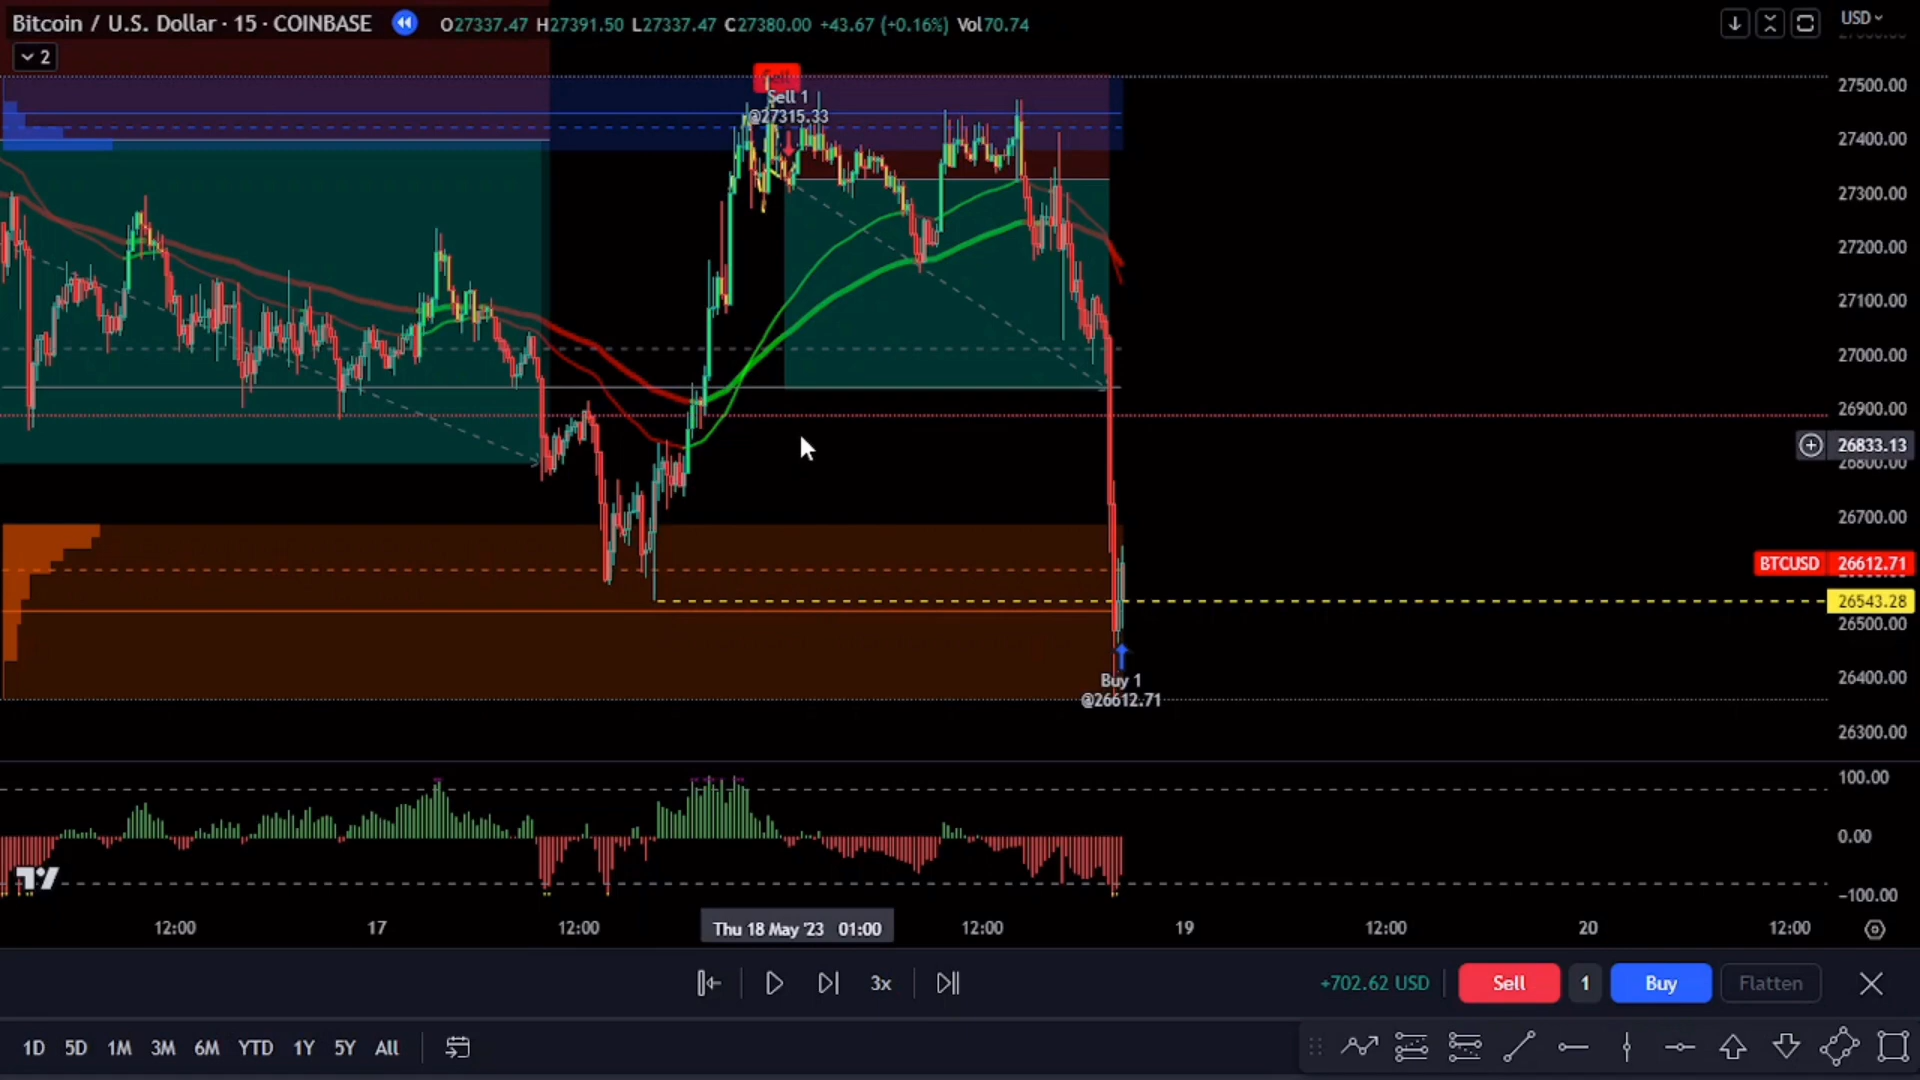 Bitcoin / U.S. Dollar · 15 · COINBASE O27337.47 H27391.50 L27337.47 C27380.00 +43.67 (+0.16%) Vol70.74
USD
2
27500.00
Sell 1
@27315.33
27400.00
27300.00
27200.00
27100.00
27000.00
26900.00
26833.13
26800.00
26700.00
BTCUSD 26612.71
26543.28
26500.00
Buy 1
@26612.71
26400.00
26300.00
100.00
0.00
−100.00
12:00 17 12:00 Thu 18 May '23 01:00 12:00 19 12:00 20 12:00
3x +702.62 USD Sell 1 Buy Flatten
1D 5D 1M 3M 6M YTD 1Y 5Y All